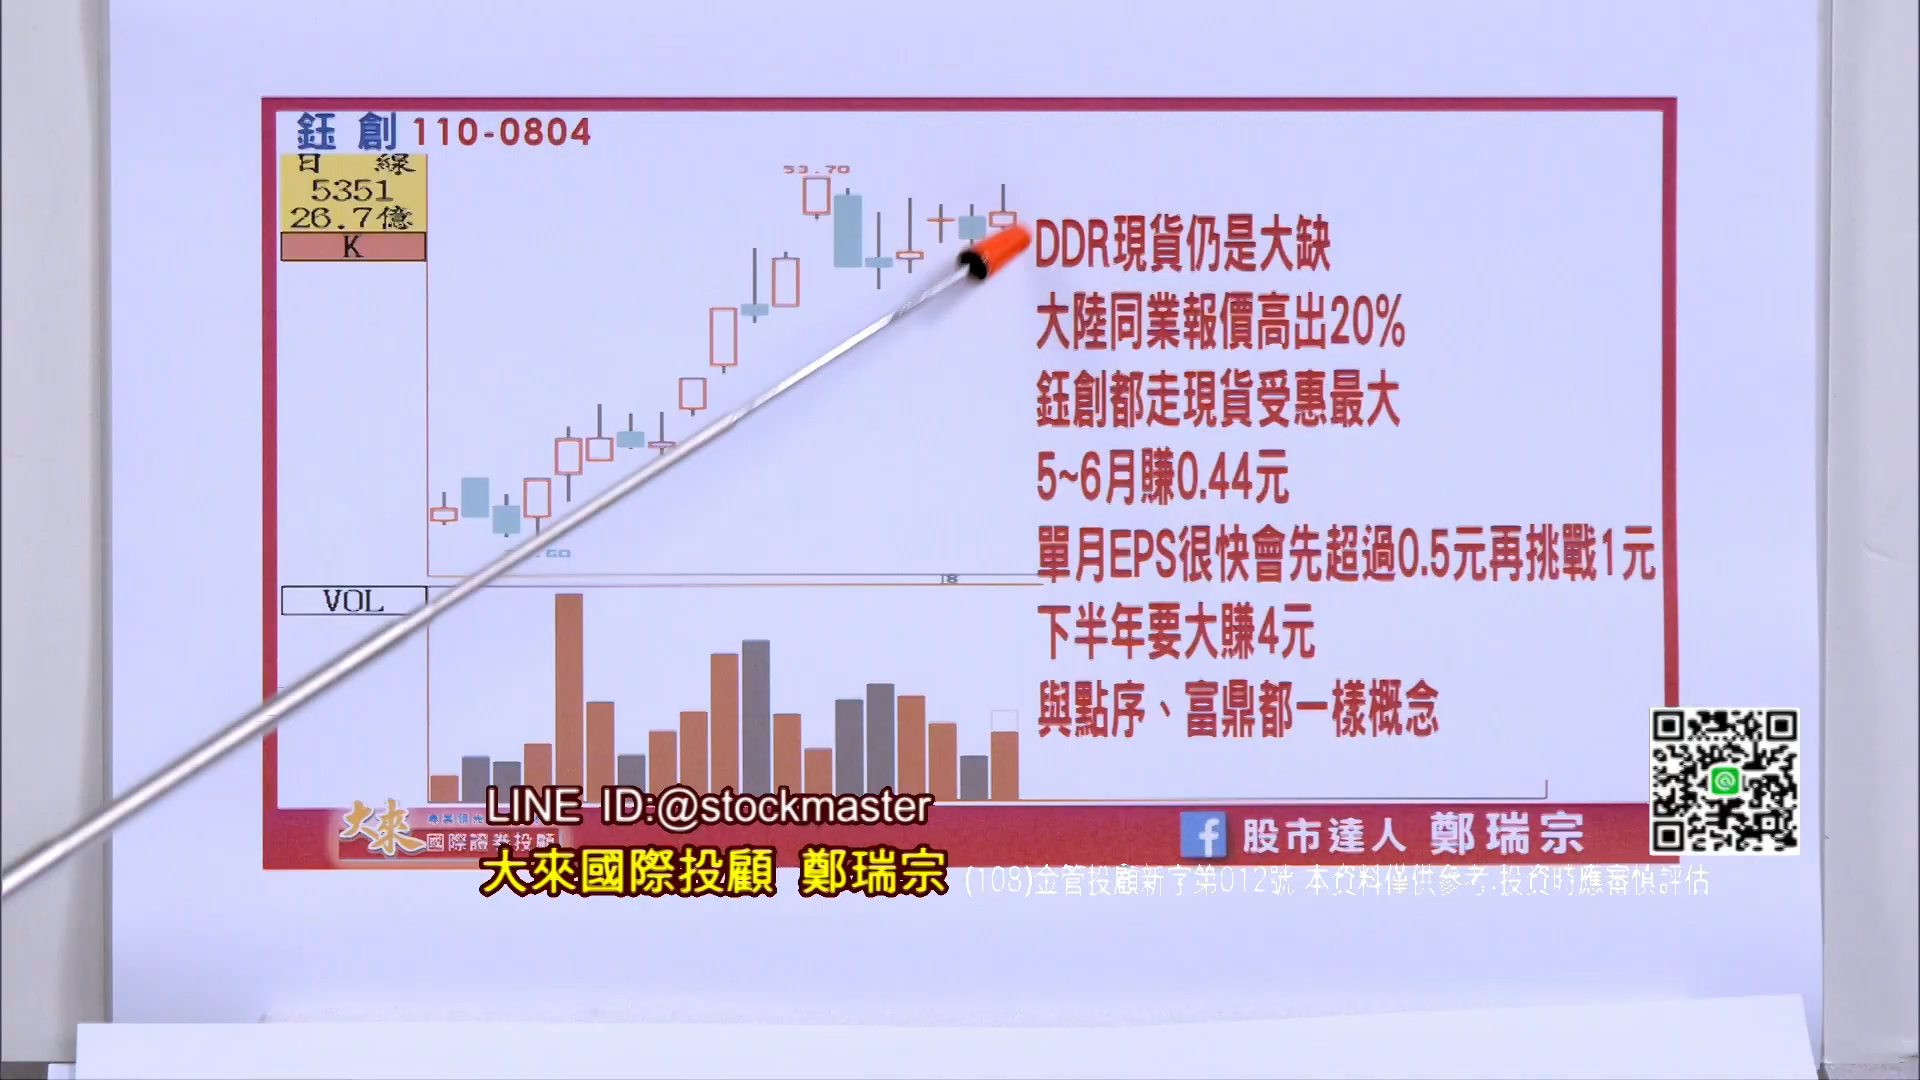 鈺 創 110-0804
日 線
5351
26.7億
K
53.70
DDR現貨仍是大缺
大陸同業報價高出20%
鈺創都走現貨受惠最大
5~6月賺0.44元
單月EPS很快會先超過0.5元再挑戰1元
下半年要大賺4元
與點序、富鼎都一樣概念
8
VOL
LINE ID:@stockmaster
大來
國際證券投顧
股市達人 鄭瑞宗
大來國際投顧 鄭瑞宗
(108)金管投顧新字第012號 本資料僅供參考.投資時應審慎評估